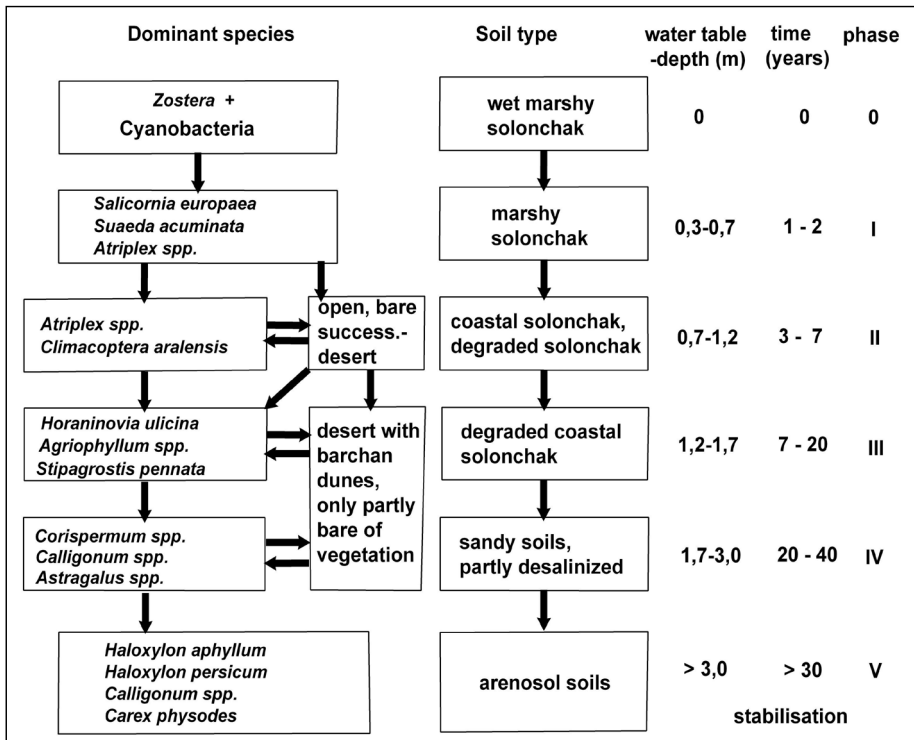 Dominant species
Soil type
water table
-depth (m)
time
(years)
phase
Zostera +
Cyanobacteria
wet marshy
solonchak
0
0
0
Salicornia europaea
Suaeda acuminata
Atriplex spp.
marshy
solonchak
0,3-0,7
1 - 2
I
Atriplex spp.
Climacoptera aralensis
open, bare
success.-
desert
coastal solonchak,
degraded solonchak
0,7-1,2
3 - 7
II
Horaninovia ulicina
Agriophyllum spp.
Stipagrostis pennata
desert with
barchan
dunes,
only partly
bare of
vegetation
degraded coastal
solonchak
1,2-1,7
7 - 20
III
Corispermum spp.
Calligonum spp.
Astragalus spp.
sandy soils,
partly desalinized
1,7-3,0
20 - 40
IV
Haloxylon aphyllum
Haloxylon persicum
Calligonum spp.
Carex physodes
arenosol soils
> 3,0
> 30
V
stabilisation